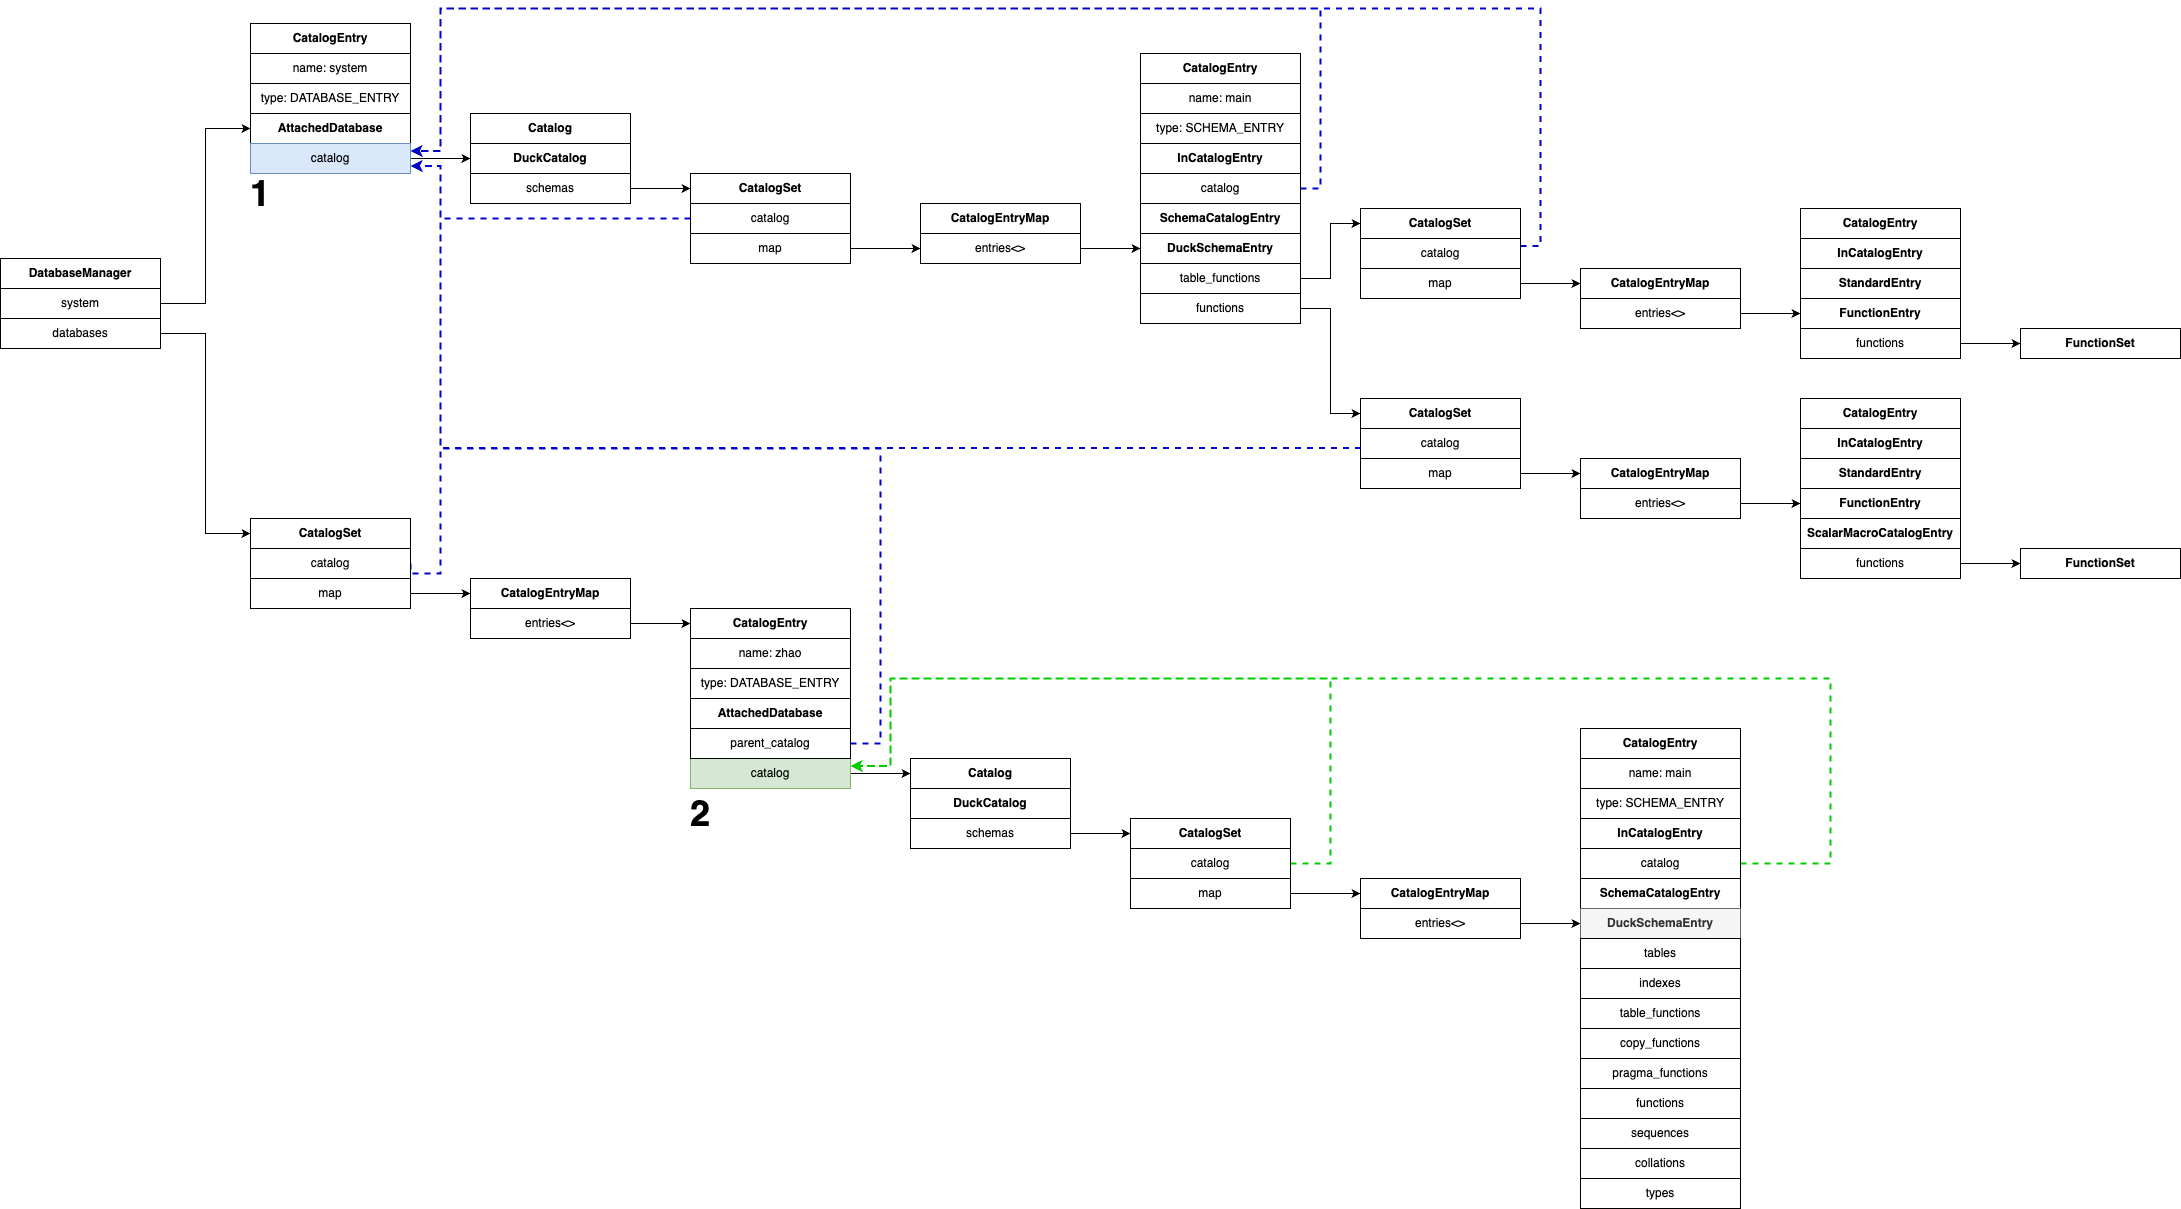 CatalogEntry
name: system
type: DATABASE_ENTRY
AttachedDatabase
catalog
1
Catalog
DuckCatalog
schemas
CatalogSet
catalog
map
CatalogEntryMap
entries<>
CatalogEntry
name: main
type: SCHEMA_ENTRY
InCatalogEntry
catalog
SchemaCatalogEntry
DuckSchemaEntry
table_functions
functions
CatalogSet
catalog
map
CatalogEntryMap
entries<>
CatalogEntry
InCatalogEntry
StandardEntry
FunctionEntry
functions
FunctionSet
DatabaseManager
system
databases
CatalogSet
catalog
map
CatalogEntryMap
entries<>
CatalogEntry
InCatalogEntry
StandardEntry
FunctionEntry
ScalarMacroCatalogEntry
functions
FunctionSet
CatalogSet
catalog
map
CatalogEntryMap
entries<>
CatalogEntry
name: zhao
type: DATABASE_ENTRY
AttachedDatabase
parent_catalog
catalog
2
Catalog
DuckCatalog
schemas
CatalogSet
catalog
map
CatalogEntryMap
entries<>
CatalogEntry
name: main
type: SCHEMA_ENTRY
InCatalogEntry
catalog
SchemaCatalogEntry
DuckSchemaEntry
tables
indexes
table_functions
copy_functions
pragma_functions
functions
sequences
collations
types